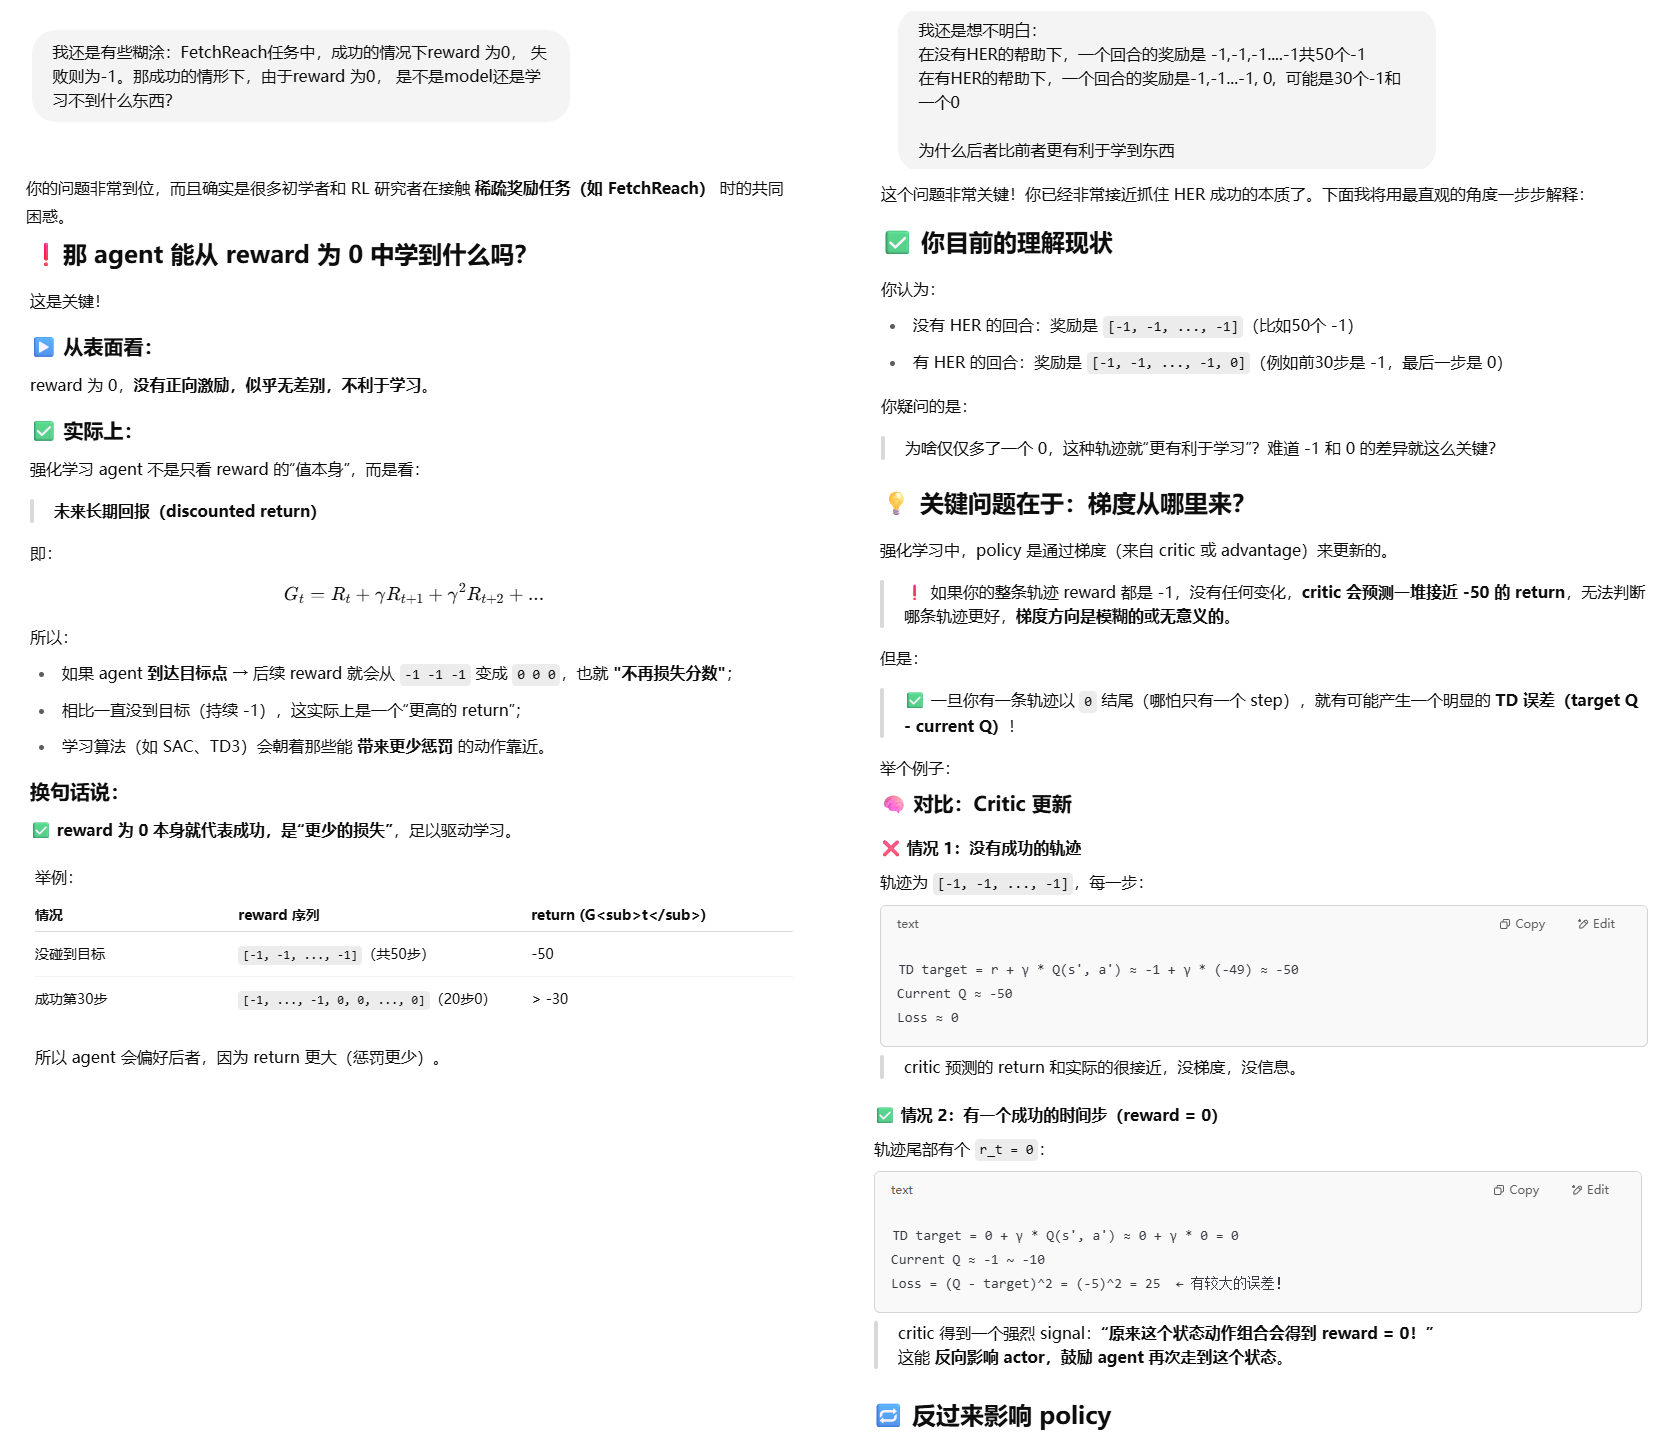 我还是有些糊涂：FetchReach任务中，成功的情况下reward 为0， 失
败则为-1。那成功的情形下，由于reward 为0， 是不是model还是学
习不到什么东西？
你的问题非常到位，而且确实是很多初学者和 RL 研究者在接触 稀疏奖励任务（如 FetchReach） 时的共同
困惑。
❗那 agent 能从 reward 为 0 中学到什么吗？
这是关键！
▶️ 从表面看：
reward 为 0，没有正向激励，似乎无差别，不利于学习。
✅ 实际上：
强化学习 agent 不是只看 reward 的“值本身”，而是看：
未来长期回报（discounted return）
即：
G_t = R_t + γR_{t+1} + γ^2R_{t+2} + ...
所以：
• 如果 agent 到达目标点 → 后续 reward 就会从 -1 -1 -1 变成 0 0 0，也就 "不再损失分数"；
• 相比一直没到目标（持续 -1），这实际上是一个“更高的 return”；
• 学习算法（如 SAC、TD3）会朝着那些能 带来更少惩罚 的动作靠近。
换句话说：
✅ reward 为 0 本身就代表成功，是“更少的损失”，足以驱动学习。
举例：
情况 reward 序列 return (G<sub>t</sub>)
没碰到目标 [-1, -1, ..., -1]（共50步） -50
成功第30步 [-1, ..., -1, 0, 0, ..., 0]（20步0） > -30
所以 agent 会偏好后者，因为 return 更大（惩罚更少）。
我还是想不明白：
在没有HER的帮助下，一个回合的奖励是 -1,-1,-1....-1共50个-1
在有HER的帮助下，一个回合的奖励是-1,-1...-1, 0， 可能是30个-1和
一个0
为什么后者比前者更有利于学到东西
这个问题非常关键！你已经非常接近抓住 HER 成功的本质了。下面我将用最直观的角度一步步解释：
✅ 你目前的理解现状
你认为：
• 没有 HER 的回合：奖励是 [-1, -1, ..., -1]（比如50个 -1）
• 有 HER 的回合：奖励是 [-1, -1, ..., -1, 0]（例如前30步是 -1，最后一步是 0）
你疑问的是：
为啥仅仅多了一个 0，这种轨迹就“更有利于学习”？难道 -1 和 0 的差异就这么关键？
💡 关键问题在于：梯度从哪里来？
强化学习中，policy 是通过梯度（来自 critic 或 advantage）来更新的。
❗ 如果你的整条轨迹 reward 都是 -1，没有任何变化，critic 会预测一堆接近 -50 的 return，无法判断
哪条轨迹更好，梯度方向是模糊的或无意义的。
但是：
✅ 一旦你有一条轨迹以 0 结尾（哪怕只有一个 step），就有可能产生一个明显的 TD 误差（target Q
- current Q）！
举个例子：
🧠 对比：Critic 更新
❌ 情况 1：没有成功的轨迹
轨迹为 [-1, -1, ..., -1]，每一步：
text Copy Edit
TD target = r + γ * Q(s', a') ≈ -1 + γ * (-49) ≈ -50
Current Q ≈ -50
Loss ≈ 0
critic 预测的 return 和实际的很接近，没梯度，没信息。
✅ 情况 2：有一个成功的时间步（reward = 0）
轨迹尾部有个 r_t = 0：
text Copy Edit
TD target = 0 + γ * Q(s', a') ≈ 0 + γ * 0 = 0
Current Q ≈ -1 ~ -10
Loss = (Q - target)^2 = (-5)^2 = 25 ← 有较大的误差!
critic 得到一个强烈 signal：“原来这个状态动作组合会得到 reward = 0！”
这能 反向影响 actor，鼓励 agent 再次走到这个状态。
🔁 反过来影响 policy